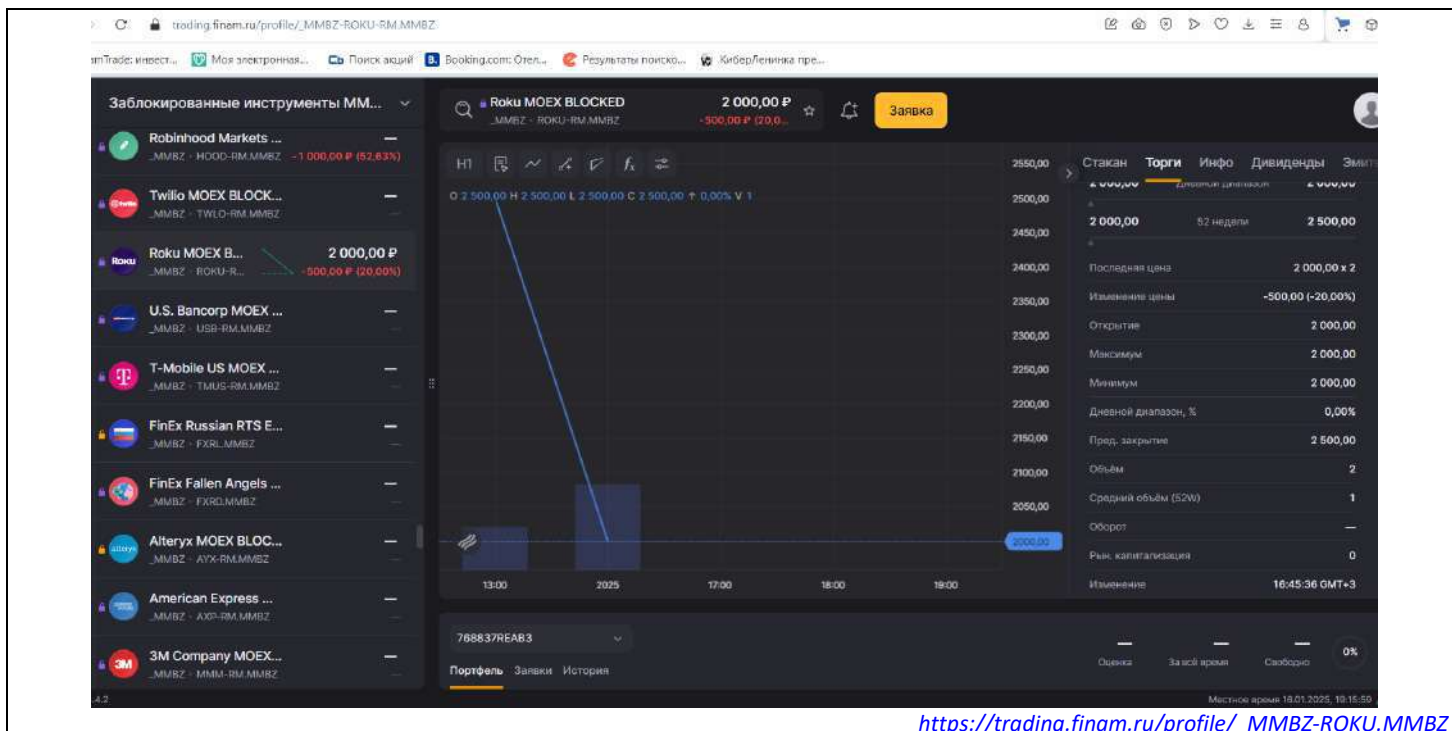 trading.finam.ru/profile/_MMBZ-ROKU-RM.MMBZ
Моя электронная... Поиск акций Booking.com: Отел... Результаты поиско... КиберЛенинка пре...
Заблокированные инструменты MM...
Robinhood Markets ... —
_MMBZ · HOOD-RM.MMBZ -1 000,00 ₽ (52,63%)
Twilio MOEX BLOCK... —
_MMBZ · TWLO-RM.MMBZ
Roku MOEX B... 2 000,00 ₽
_MMBZ · ROKU-R... -500,00 ₽ (20,00%)
U.S. Bancorp MOEX ... —
_MMBZ · USB-RM.MMBZ —
T-Mobile US MOEX ... —
_MMBZ · TMUS-RM.MMBZ —
FinEx Russian RTS E... —
_MMBZ · FXRL.MMBZ —
FinEx Fallen Angels ... —
_MMBZ · FXRD.MMBZ —
Alteryx MOEX BLOC... —
_MMBZ · AYX-RM.MMBZ —
American Express ... —
_MMBZ · AXP-RM.MMBZ —
3M Company MOEX... —
_MMBZ · MMM-RM.MMBZ —
Roku MOEX BLOCKED 2 000,00 ₽
_MMBZ · ROKU-RM.MMBZ -500,00 ₽ (20,0...
Заявка
H1
O 2 500,00 H 2 500,00 L 2 500,00 C 2 500,00 ↑ 0,00% V 1
2550,00
2500,00
2450,00
2400,00
2350,00
2300,00
2250,00
2200,00
2150,00
2100,00
2050,00
2000,00
13:00 2025 17:00 18:00 19:00
Стакан Торги Инфо Дивиденды Эмит
2 000,00 Дневной диапазон 2 000,00
2 000,00 52 недели 2 500,00
Последняя цена 2 000,00 x 2
Изменение цены -500,00 (-20,00%)
Открытие 2 000,00
Максимум 2 000,00
Минимум 2 000,00
Дневной диапазон, % 0,00%
Пред. закрытие 2 500,00
Объём 2
Средний объём (52W) 1
Оборот —
Рын. капитализация 0
Изменение 16:45:36 GMT+3
768837REAB3
Портфель Заявки История
— — — 0%
Оценка За всё время Свободно
.4.2
https://trading.finam.ru/profile/_MMBZ-ROKU.MMBZ